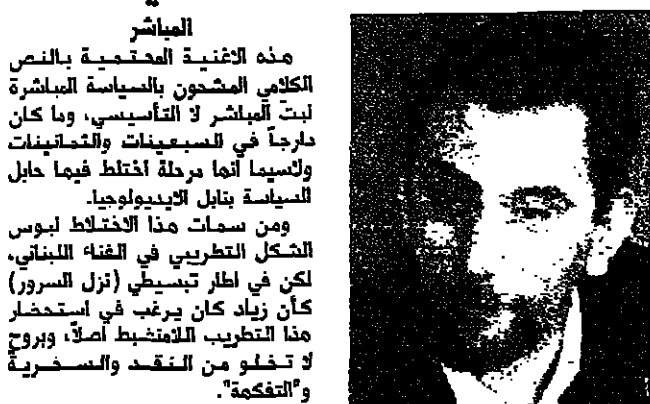 المباشر
هذه الاغنية المحتمية بالنص
الكلامي المشحون بالسياسة المباشرة
لبت المباشر لا التأسيسي، وما كان
دارجاً في السبعينات والثمانينات
ولاسيما انها مرحلة اختلط فيها حابل
السياسة بنابل الايديولوجيا.
ومن سمات هذا الاختلاط لبوس
الشكل التطريبي في الغناء اللبناني،
لكن في اطار تبسيطي (نزل السرور)
كأن زياد كان يرغب في استحضار
هذا التطريب اللامنضبط اصلاً، وبروح
لا تخلو من النقد والسخرية
و"التفكهة".